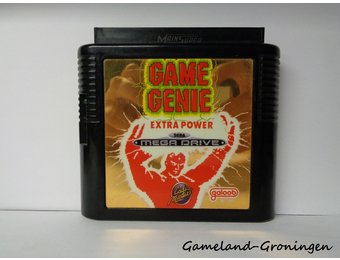 GAME
GENIE
EXTRA POWER
SEGA
MEGA DRIVE
galoob
Gameland-Groningen